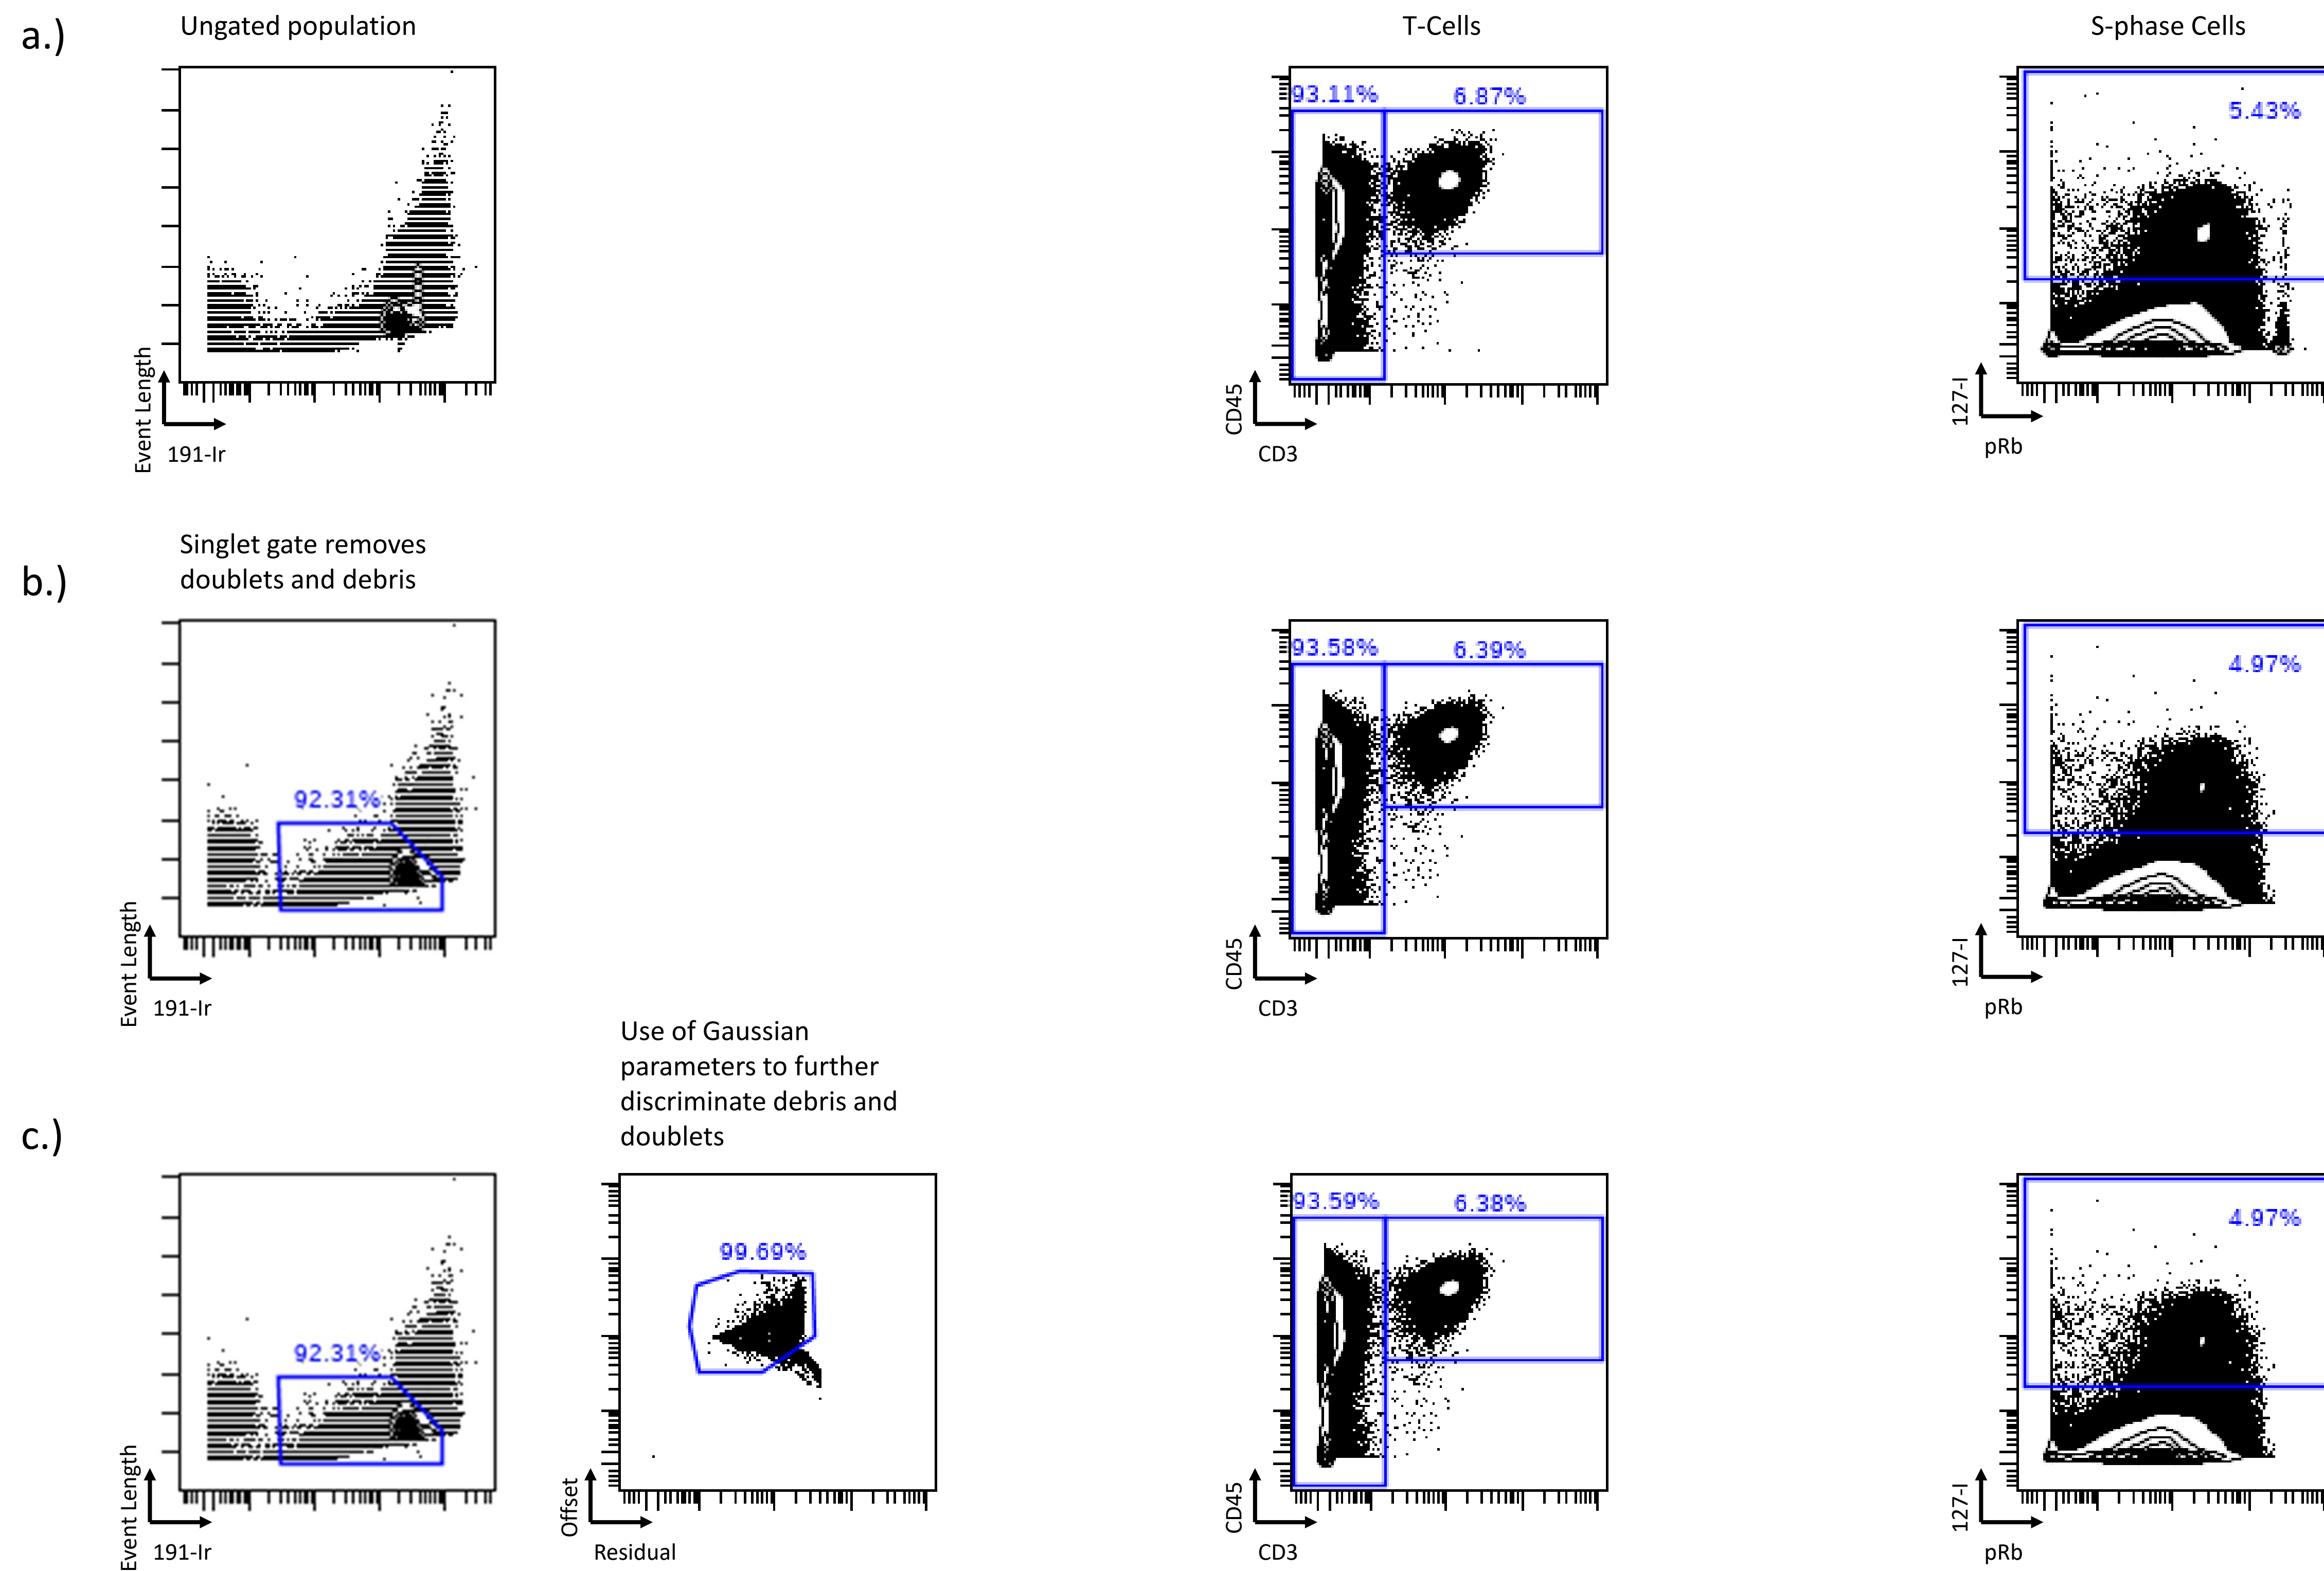 a.)
Ungated population
T-Cells
S-phase Cells
93.11%
6.87%
5.43%
Event Length
191-Ir
CD45
CD3
127-I
pRb
b.)
Singlet gate removes
doublets and debris
92.31%
93.58%
6.39%
4.97%
Event Length
191-Ir
CD45
CD3
127-I
pRb
c.)
Use of Gaussian
parameters to further
discriminate debris and
doublets
92.31%
99.69%
93.59%
6.38%
4.97%
Event Length
191-Ir
Offset
Residual
CD45
CD3
127-I
pRb